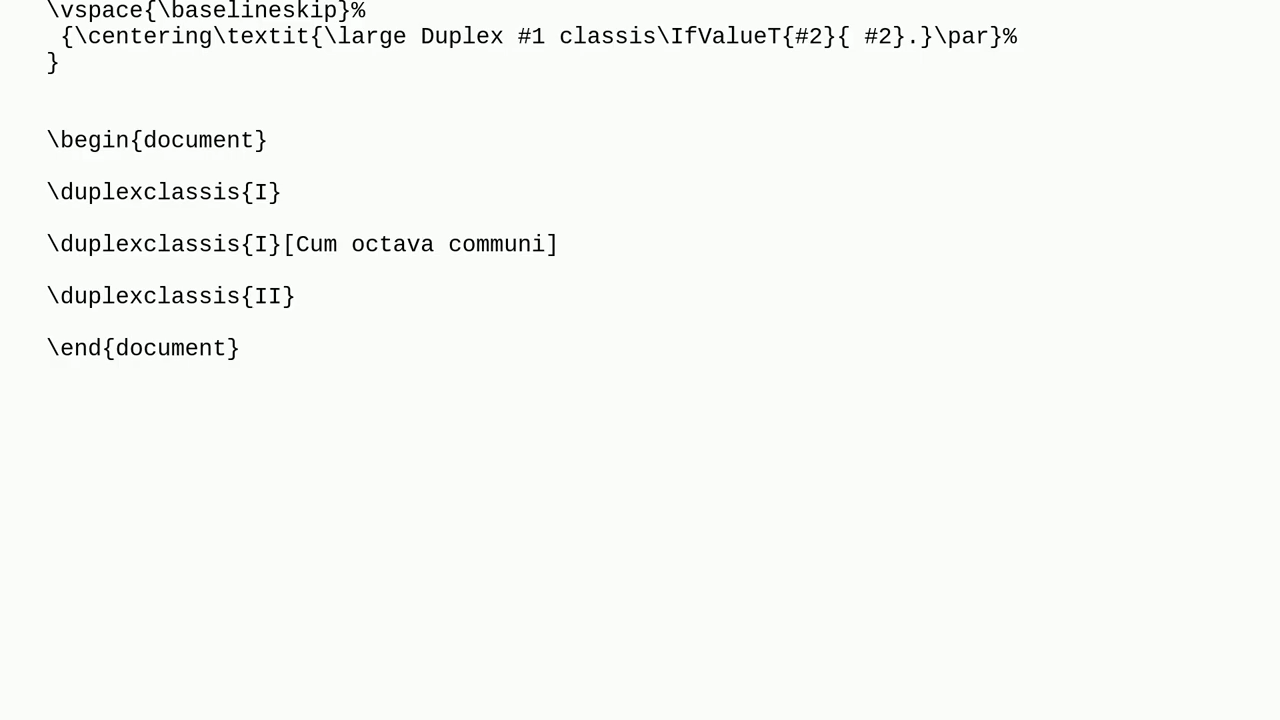 \vspace{\baselineskip}%
{\centering\textit{\large Duplex #1 classis\IfValueT{#2}{ #2}.}\par}%
}
\begin{document}
\duplexclassis{I}
\duplexclassis{I}[Cum octava communi]
\duplexclassis{II}
\end{document}